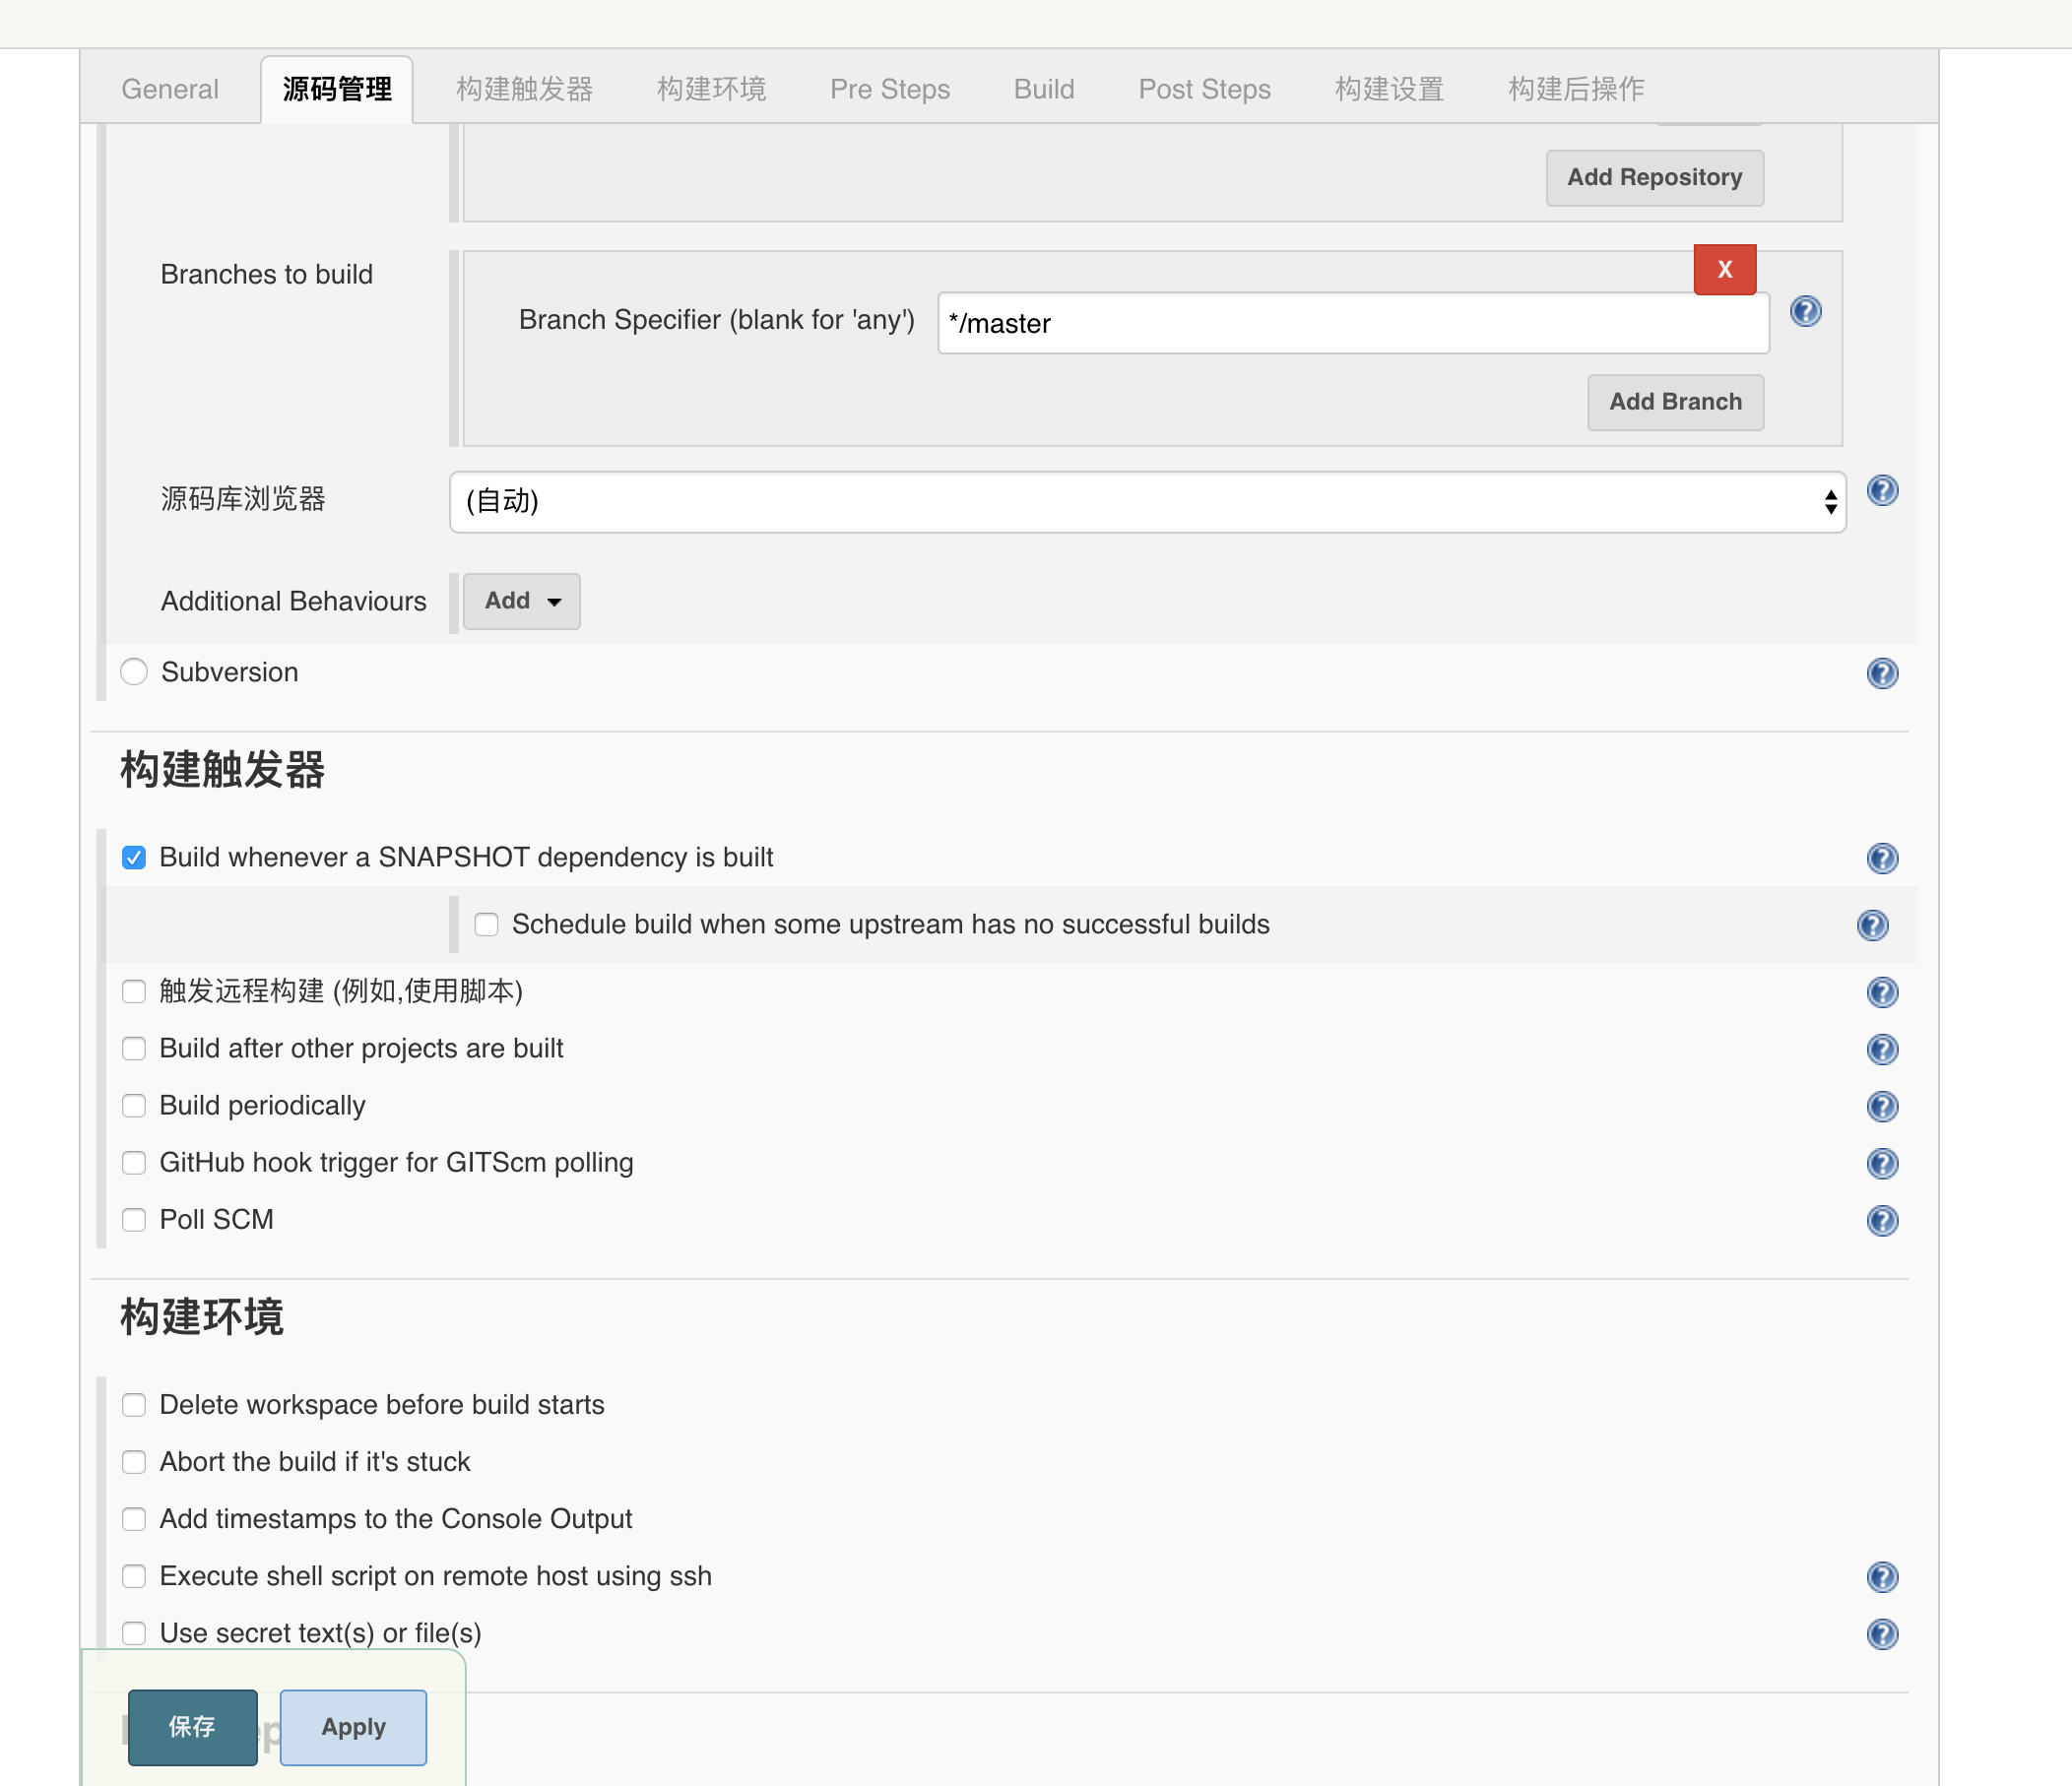 General 源码管理 构建触发器 构建环境 Pre Steps Build Post Steps 构建设置 构建后操作
Add Repository
Branches to build
X
Branch Specifier (blank for 'any') */master
Add Branch
源码库浏览器 (自动)
Additional Behaviours Add
Subversion
构建触发器
Build whenever a SNAPSHOT dependency is built
Schedule build when some upstream has no successful builds
触发远程构建 (例如,使用脚本)
Build after other projects are built
Build periodically
GitHub hook trigger for GITScm polling
Poll SCM
构建环境
Delete workspace before build starts
Abort the build if it's stuck
Add timestamps to the Console Output
Execute shell script on remote host using ssh
Use secret text(s) or file(s)
保存 Apply